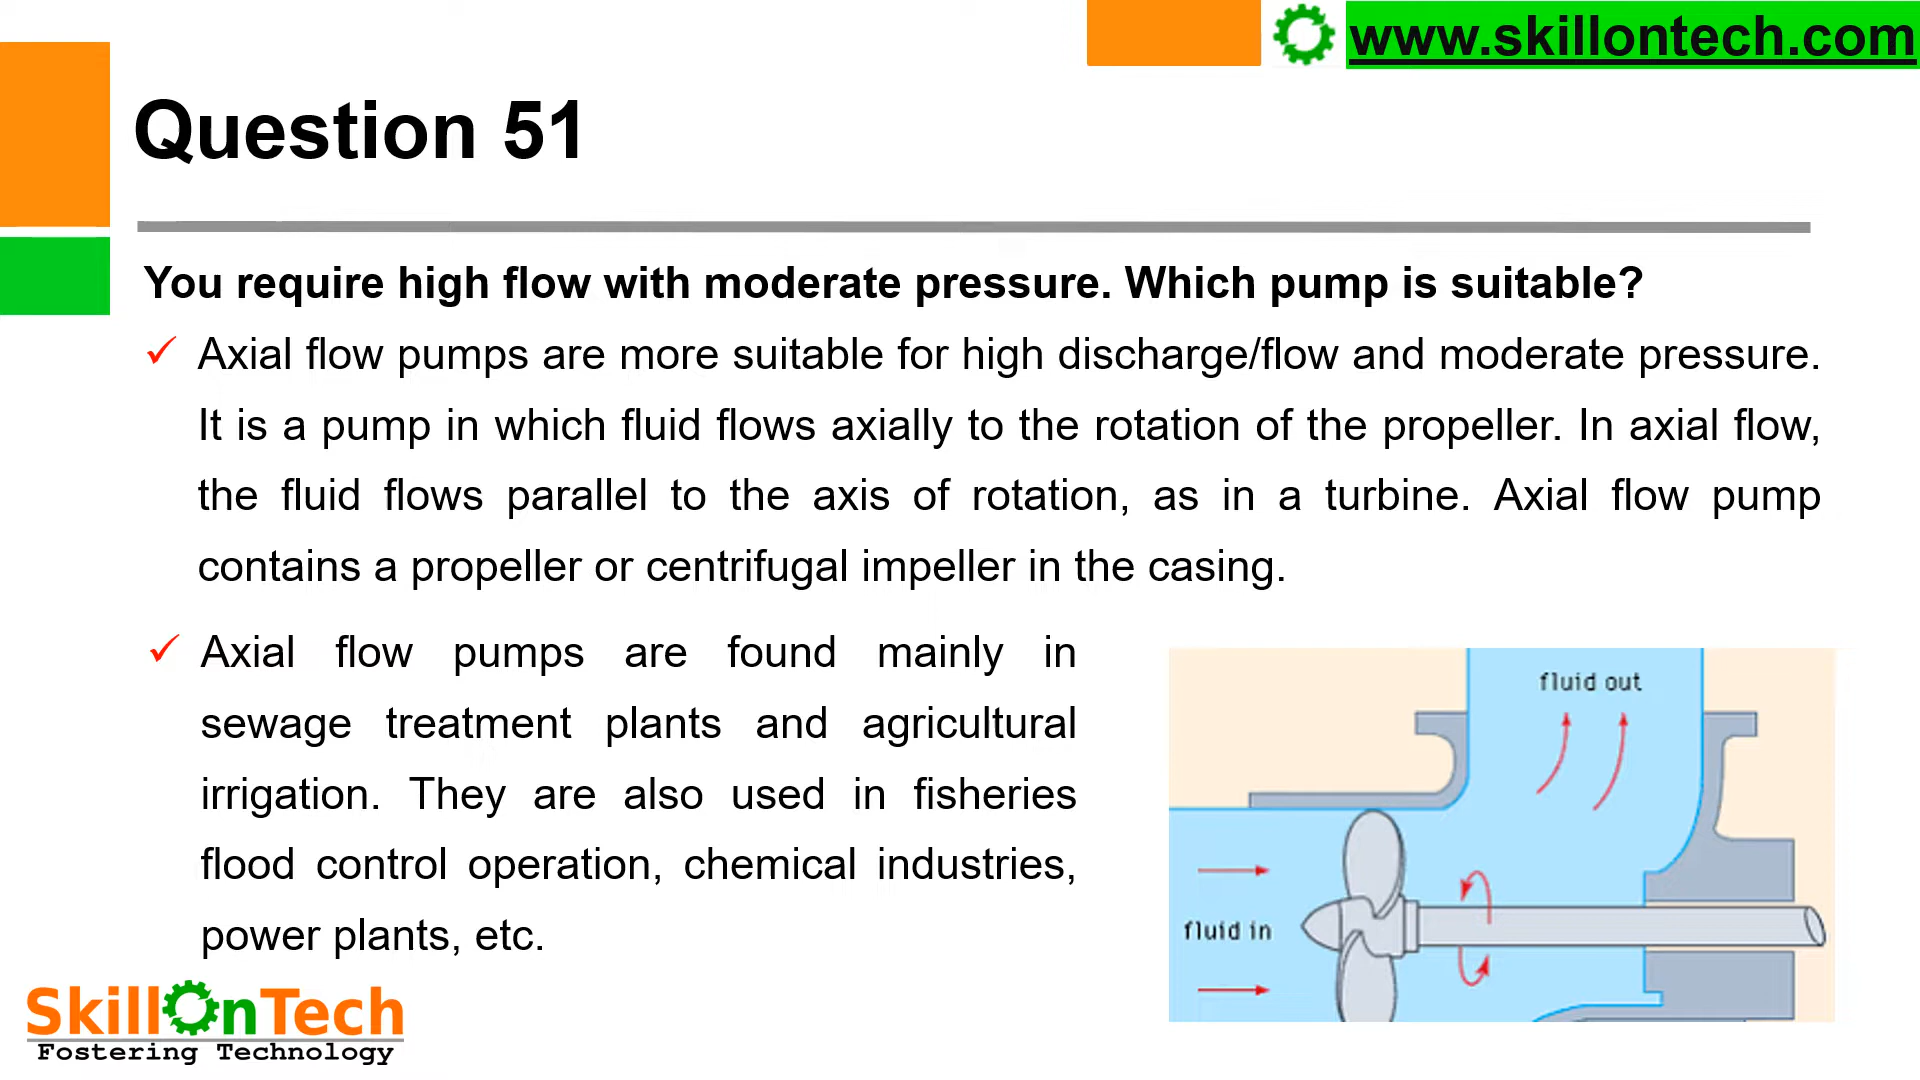 www.skillontech.com
Question 51
You require high flow with moderate pressure. Which pump is suitable?
Axial flow pumps are more suitable for high discharge/flow and moderate pressure.
It is a pump in which fluid flows axially to the rotation of the propeller. In axial flow,
the fluid flows parallel to the axis of rotation, as in a turbine. Axial flow pump
contains a propeller or centrifugal impeller in the casing.
Axial flow pumps are found mainly in
sewage treatment plants and agricultural
irrigation. They are also used in fisheries
flood control operation, chemical industries,
power plants, etc.
fluid out
fluid in
SkillOnTech
Fostering Technology